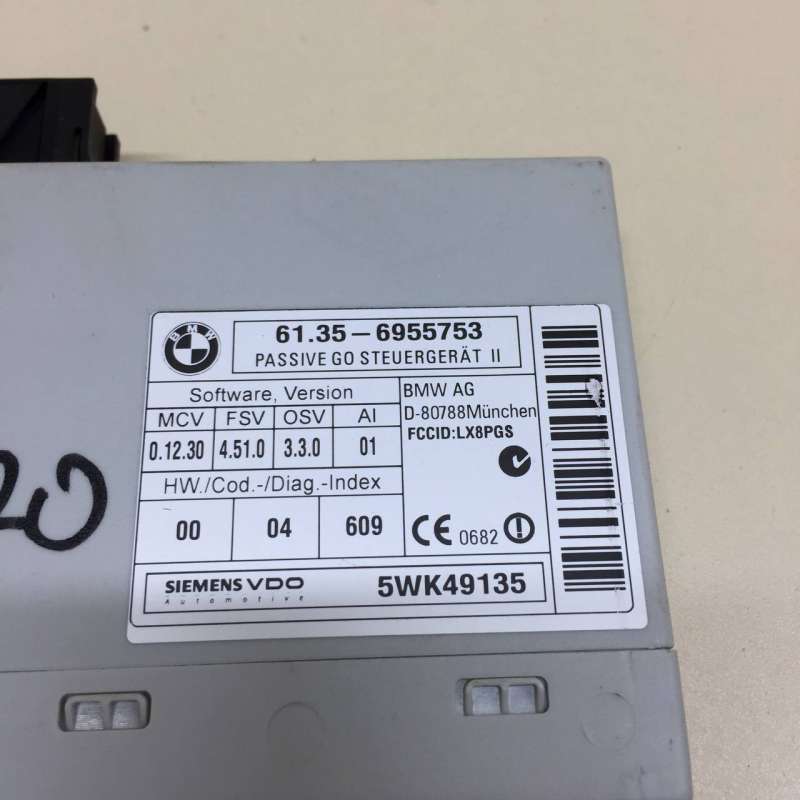 BMW
61.35 – 6955753
PASSIVE GO STEUERGERÄT II
Software, Version
MCV FSV OSV AI
0.12.30 4.51.0 3.3.0 01
HW./Cod.-/Diag.-Index
00 04 609
BMW AG
D-80788München
FCCID:LX8PGS
CE 0682
SIEMENS VDO
Automotive
5WK49135
20